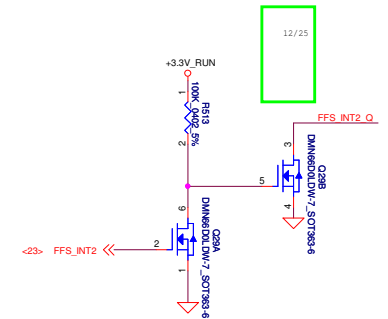 12/25
+3.3V_RUN
1
R513
100K_0402_5%
2
FFS_INT2_Q
3
Q29B
DMN66D0LDW-7_SOT363-6
5
4
6
Q29A
DMN66D0LDW-7_SOT363-6
<23> FFS_INT2
2
1